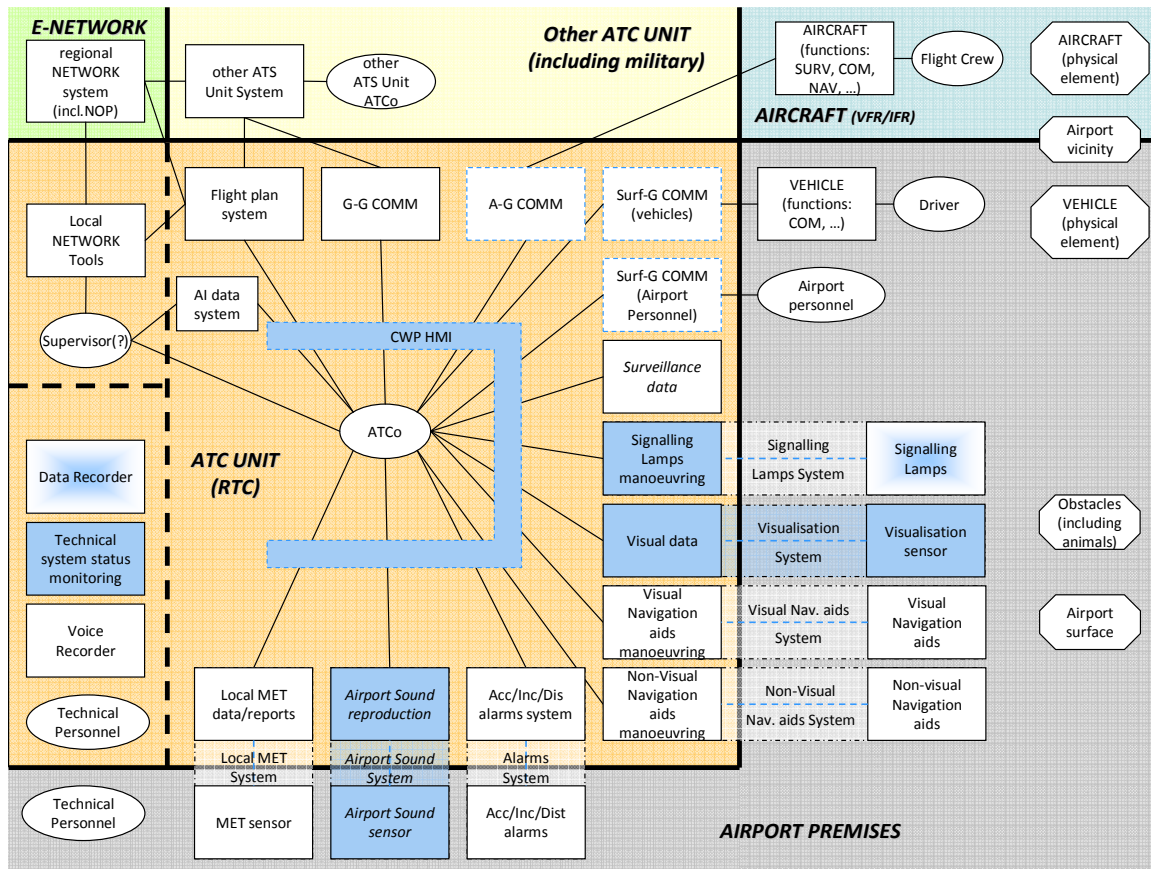 E-NETWORK
regional
NETWORK
system
(incl.NOP)
other ATS
Unit System
other
ATS Unit
ATCo
Other ATC UNIT
(including military)
AIRCRAFT
(functions:
SURV, COM,
NAV, ...)
Flight Crew
AIRCRAFT
(physical
element)
AIRCRAFT (VFR/IFR)
Airport
vicinity
Local
NETWORK
Tools
Flight plan
system
G-G COMM
A-G COMM
Surf-G COMM
(vehicles)
VEHICLE
(functions:
COM, ...)
Driver
VEHICLE
(physical
element)
AI data
system
Supervisor(?)
CWP HMI
Surf-G COMM
(Airport
Personnel)
Airport
personnel
Surveillance
data
ATCo
ATC UNIT
(RTC)
Signalling
Lamps
manoeuvring
Signalling
Lamps System
Signalling
Lamps
Data Recorder
Technical
system status
monitoring
Voice
Recorder
Technical
Personnel
Visual data
Visualisation
System
Visualisation
sensor
Obstacles
(including
animals)
Visual
Navigation
aids
manoeuvring
Visual Nav. aids
System
Visual
Navigation
aids
Airport
surface
Local MET
data/reports
Airport Sound
reproduction
Acc/Inc/Dis
alarms system
Non-Visual
Navigation
aids
manoeuvring
Non-Visual
Nav. aids System
Non-visual
Navigation
aids
Local MET
System
Airport Sound
System
Alarms
System
Technical
Personnel
MET sensor
Airport Sound
sensor
Acc/Inc/Dist
alarms
AIRPORT PREMISES